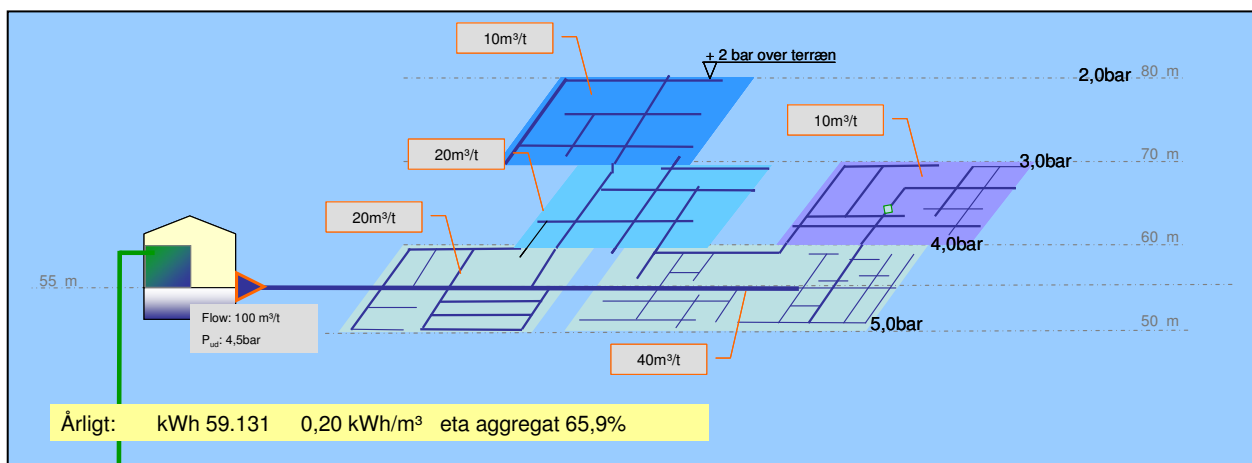 10m³/t
+ 2 bar over terræn
2,0bar
80 m
10m³/t
20m³/t
3,0bar
70 m
20m³/t
4,0bar
60 m
55 m
Flow: 100 m³/t
Pud: 4,5bar
5,0bar
50 m
40m³/t
Årligt: kWh 59.131 0,20 kWh/m³ eta aggregat 65,9%